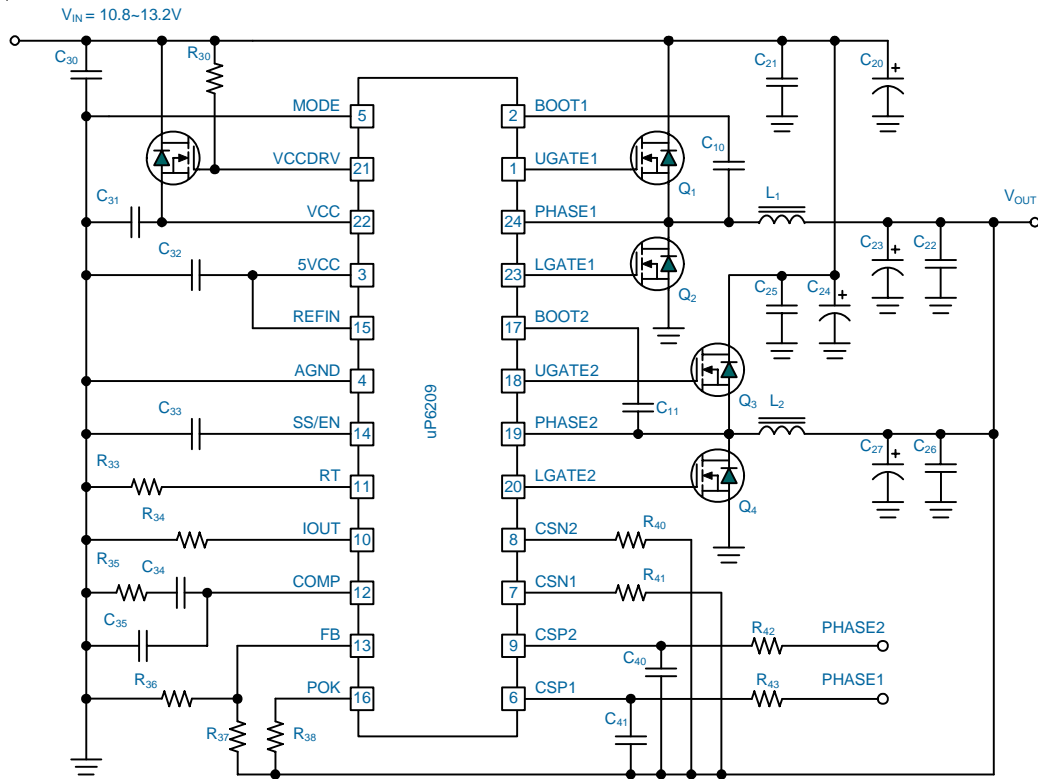 V_IN = 10.8~13.2V
C30
R30
C21
C20
MODE
5
2
BOOT1
C10
VCCDRV
21
1
UGATE1
Q1
C31
VCC
22
24
PHASE1
L1
VOUT
C32
5VCC
3
23
LGATE1
Q2
C23
C22
C25
C24
REFIN
15
17
BOOT2
AGND
4
18
UGATE2
Q3
C11
L2
C33
SS/EN
14
19
PHASE2
C27
C26
R33
RT
11
20
LGATE2
Q4
R34
IOUT
10
8
CSN2
R40
R35
C34
COMP
12
7
CSN1
R41
C35
FB
13
9
CSP2
R42
PHASE2
C40
R36
POK
16
6
CSP1
R43
PHASE1
R37
R38
C41
uP6209